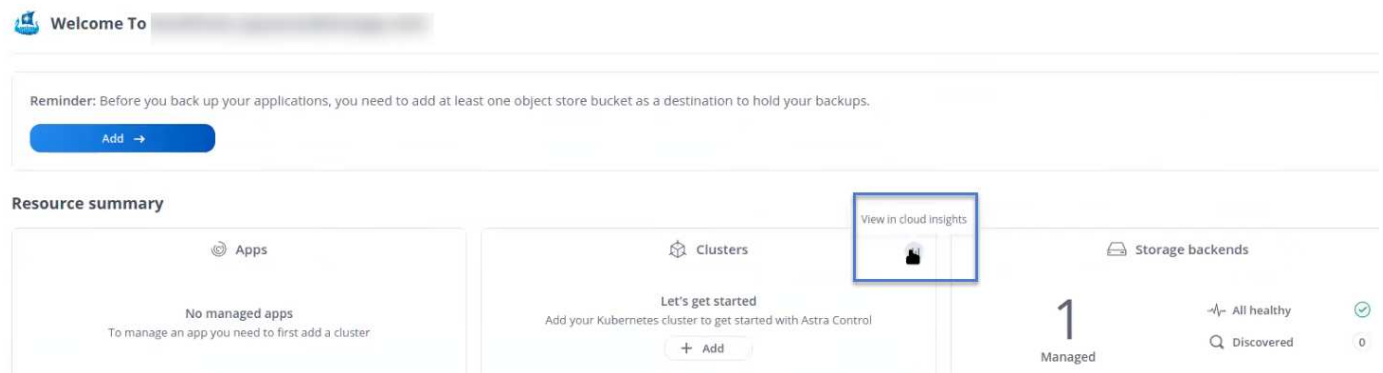 Welcome To
Reminder: Before you back up your applications, you need to add at least one object store bucket as a destination to hold your backups.
Add →
Resource summary
View in cloud insights
Apps
No managed apps
To manage an app you need to first add a cluster
Clusters
Let's get started
Add your Kubernetes cluster to get started with Astra Control
+ Add
Storage backends
1
Managed
All healthy
Discovered 0